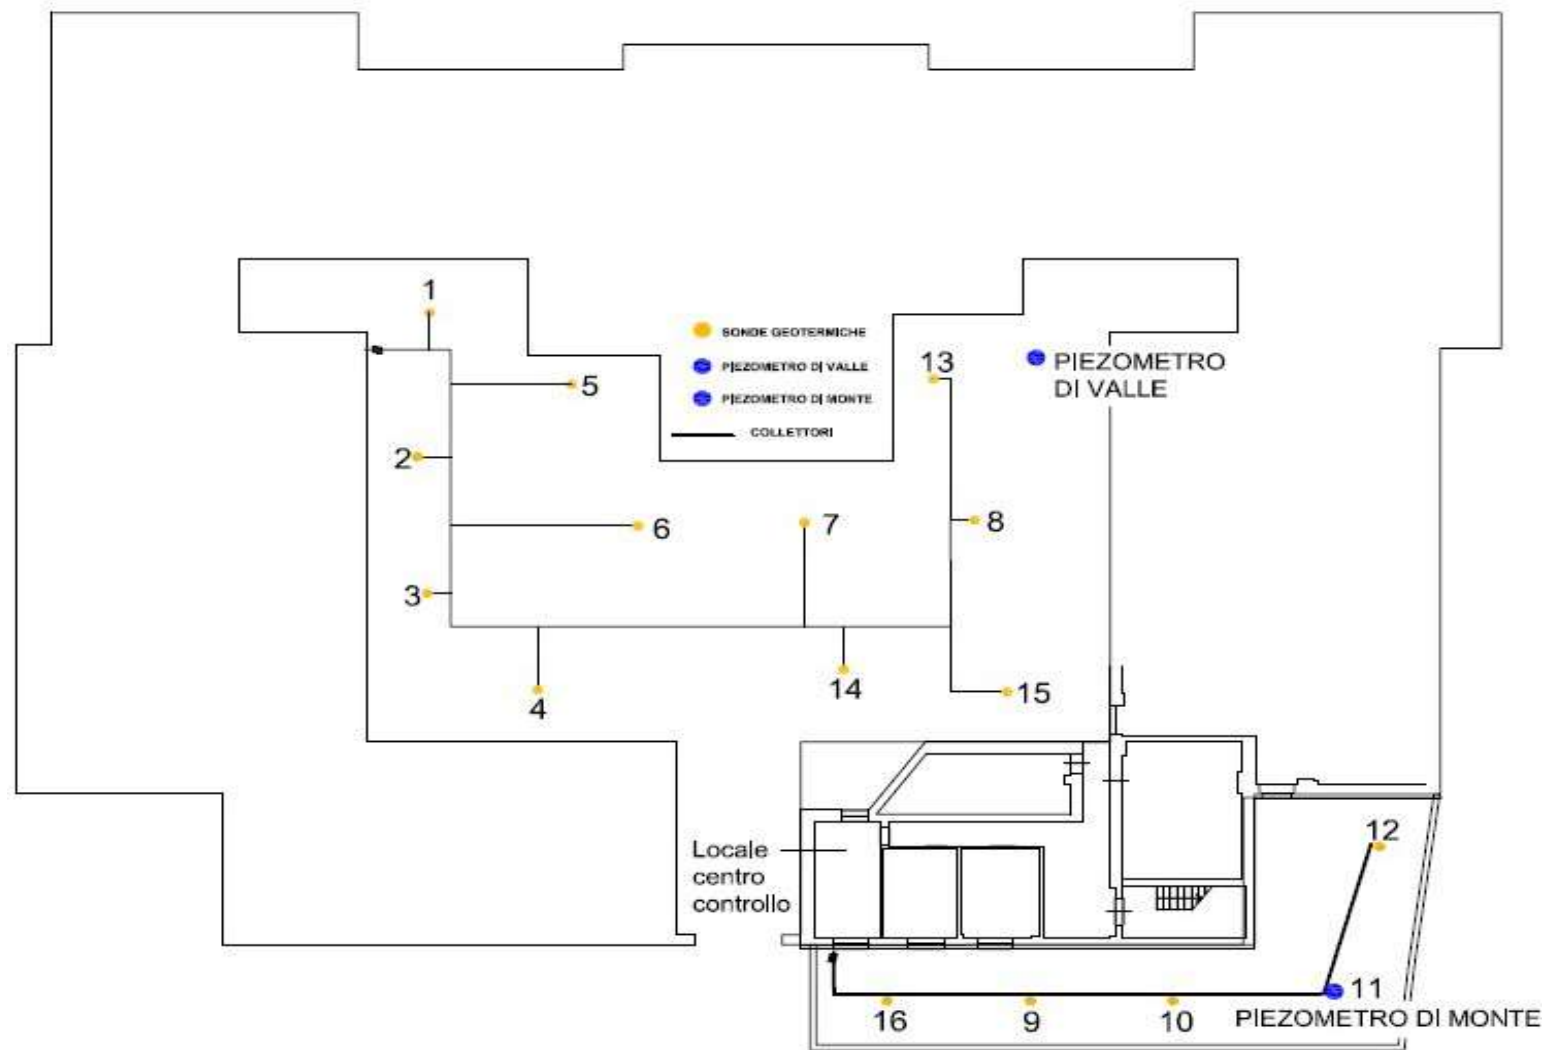 1
SONDE GEOTERMICHE
PIEZOMETRO DI VALLE
PIEZOMETRO DI MONTE
COLLETTORI
13
PIEZOMETRO
DI VALLE
5
2
6
7
8
3
4
14
15
Locale
centro
controllo
12
11
16
9
10
PIEZOMETRO DI MONTE